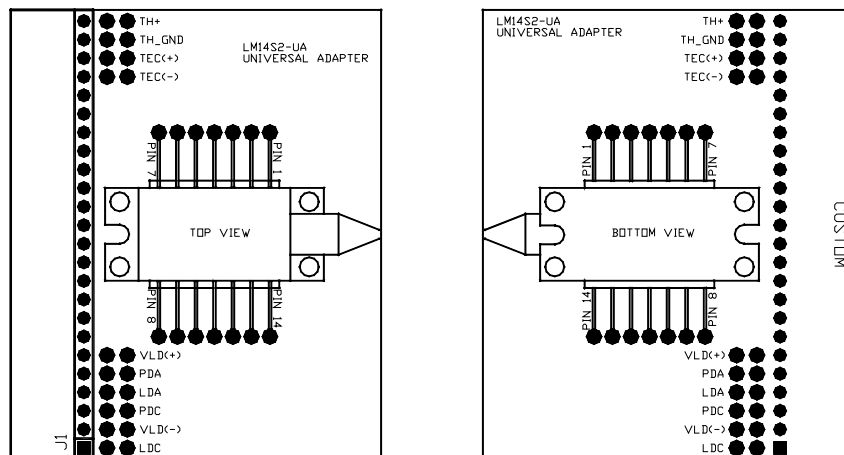 TH+
TH_GND
TEC(+)
TEC(-)
LM14S2-UA
UNIVERSAL ADAPTER
PIN 7
PIN 1
TOP VIEW
PIN 8
PIN 14
VLD(+)
PDA
LDA
PDC
VLD(-)
LDC
J1
LM14S2-UA
UNIVERSAL ADAPTER
TH+
TH_GND
TEC(+)
TEC(-)
PIN 1
PIN 7
BOTTOM VIEW
PIN 14
PIN 8
VLD(+)
PDA
LDA
PDC
VLD(-)
LDC
CUSTOM